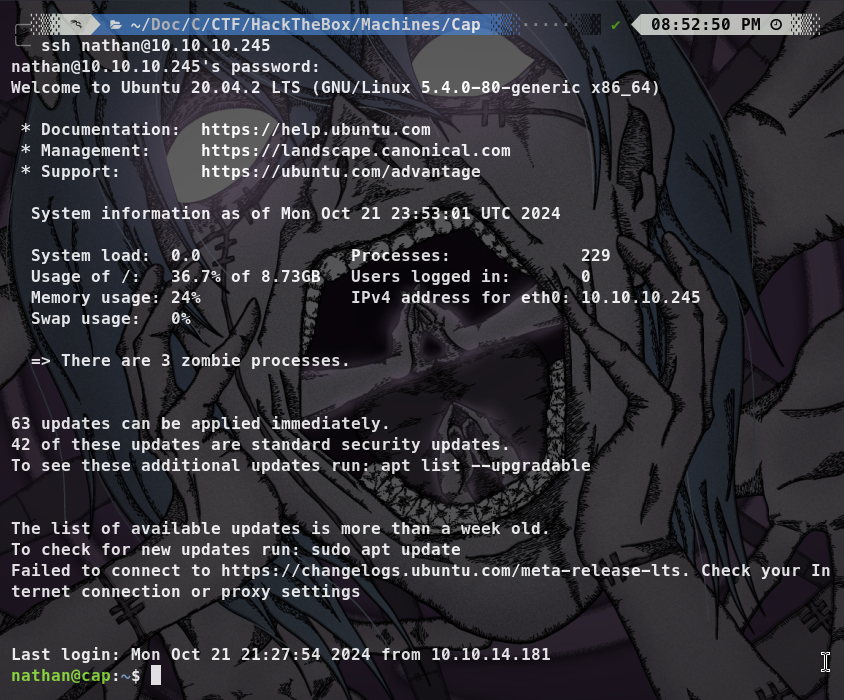 ~/Doc/C/CTF/HackTheBox/Machines/Cap ····· ✔ 08:52:50 PM
ssh nathan@10.10.10.245
nathan@10.10.10.245's password:
Welcome to Ubuntu 20.04.2 LTS (GNU/Linux 5.4.0-80-generic x86_64)
* Documentation:  https://help.ubuntu.com
* Management:     https://landscape.canonical.com
* Support:        https://ubuntu.com/advantage
System information as of Mon Oct 21 23:53:01 UTC 2024
System load:  0.0               Processes:             229
Usage of /:   36.7% of 8.73GB   Users logged in:       0
Memory usage: 24%               IPv4 address for eth0: 10.10.10.245
Swap usage:   0%
=> There are 3 zombie processes.
63 updates can be applied immediately.
42 of these updates are standard security updates.
To see these additional updates run: apt list --upgradable
The list of available updates is more than a week old.
To check for new updates run: sudo apt update
Failed to connect to https://changelogs.ubuntu.com/meta-release-lts. Check your In
ternet connection or proxy settings
Last login: Mon Oct 21 21:27:54 2024 from 10.10.14.181
nathan@cap:~$